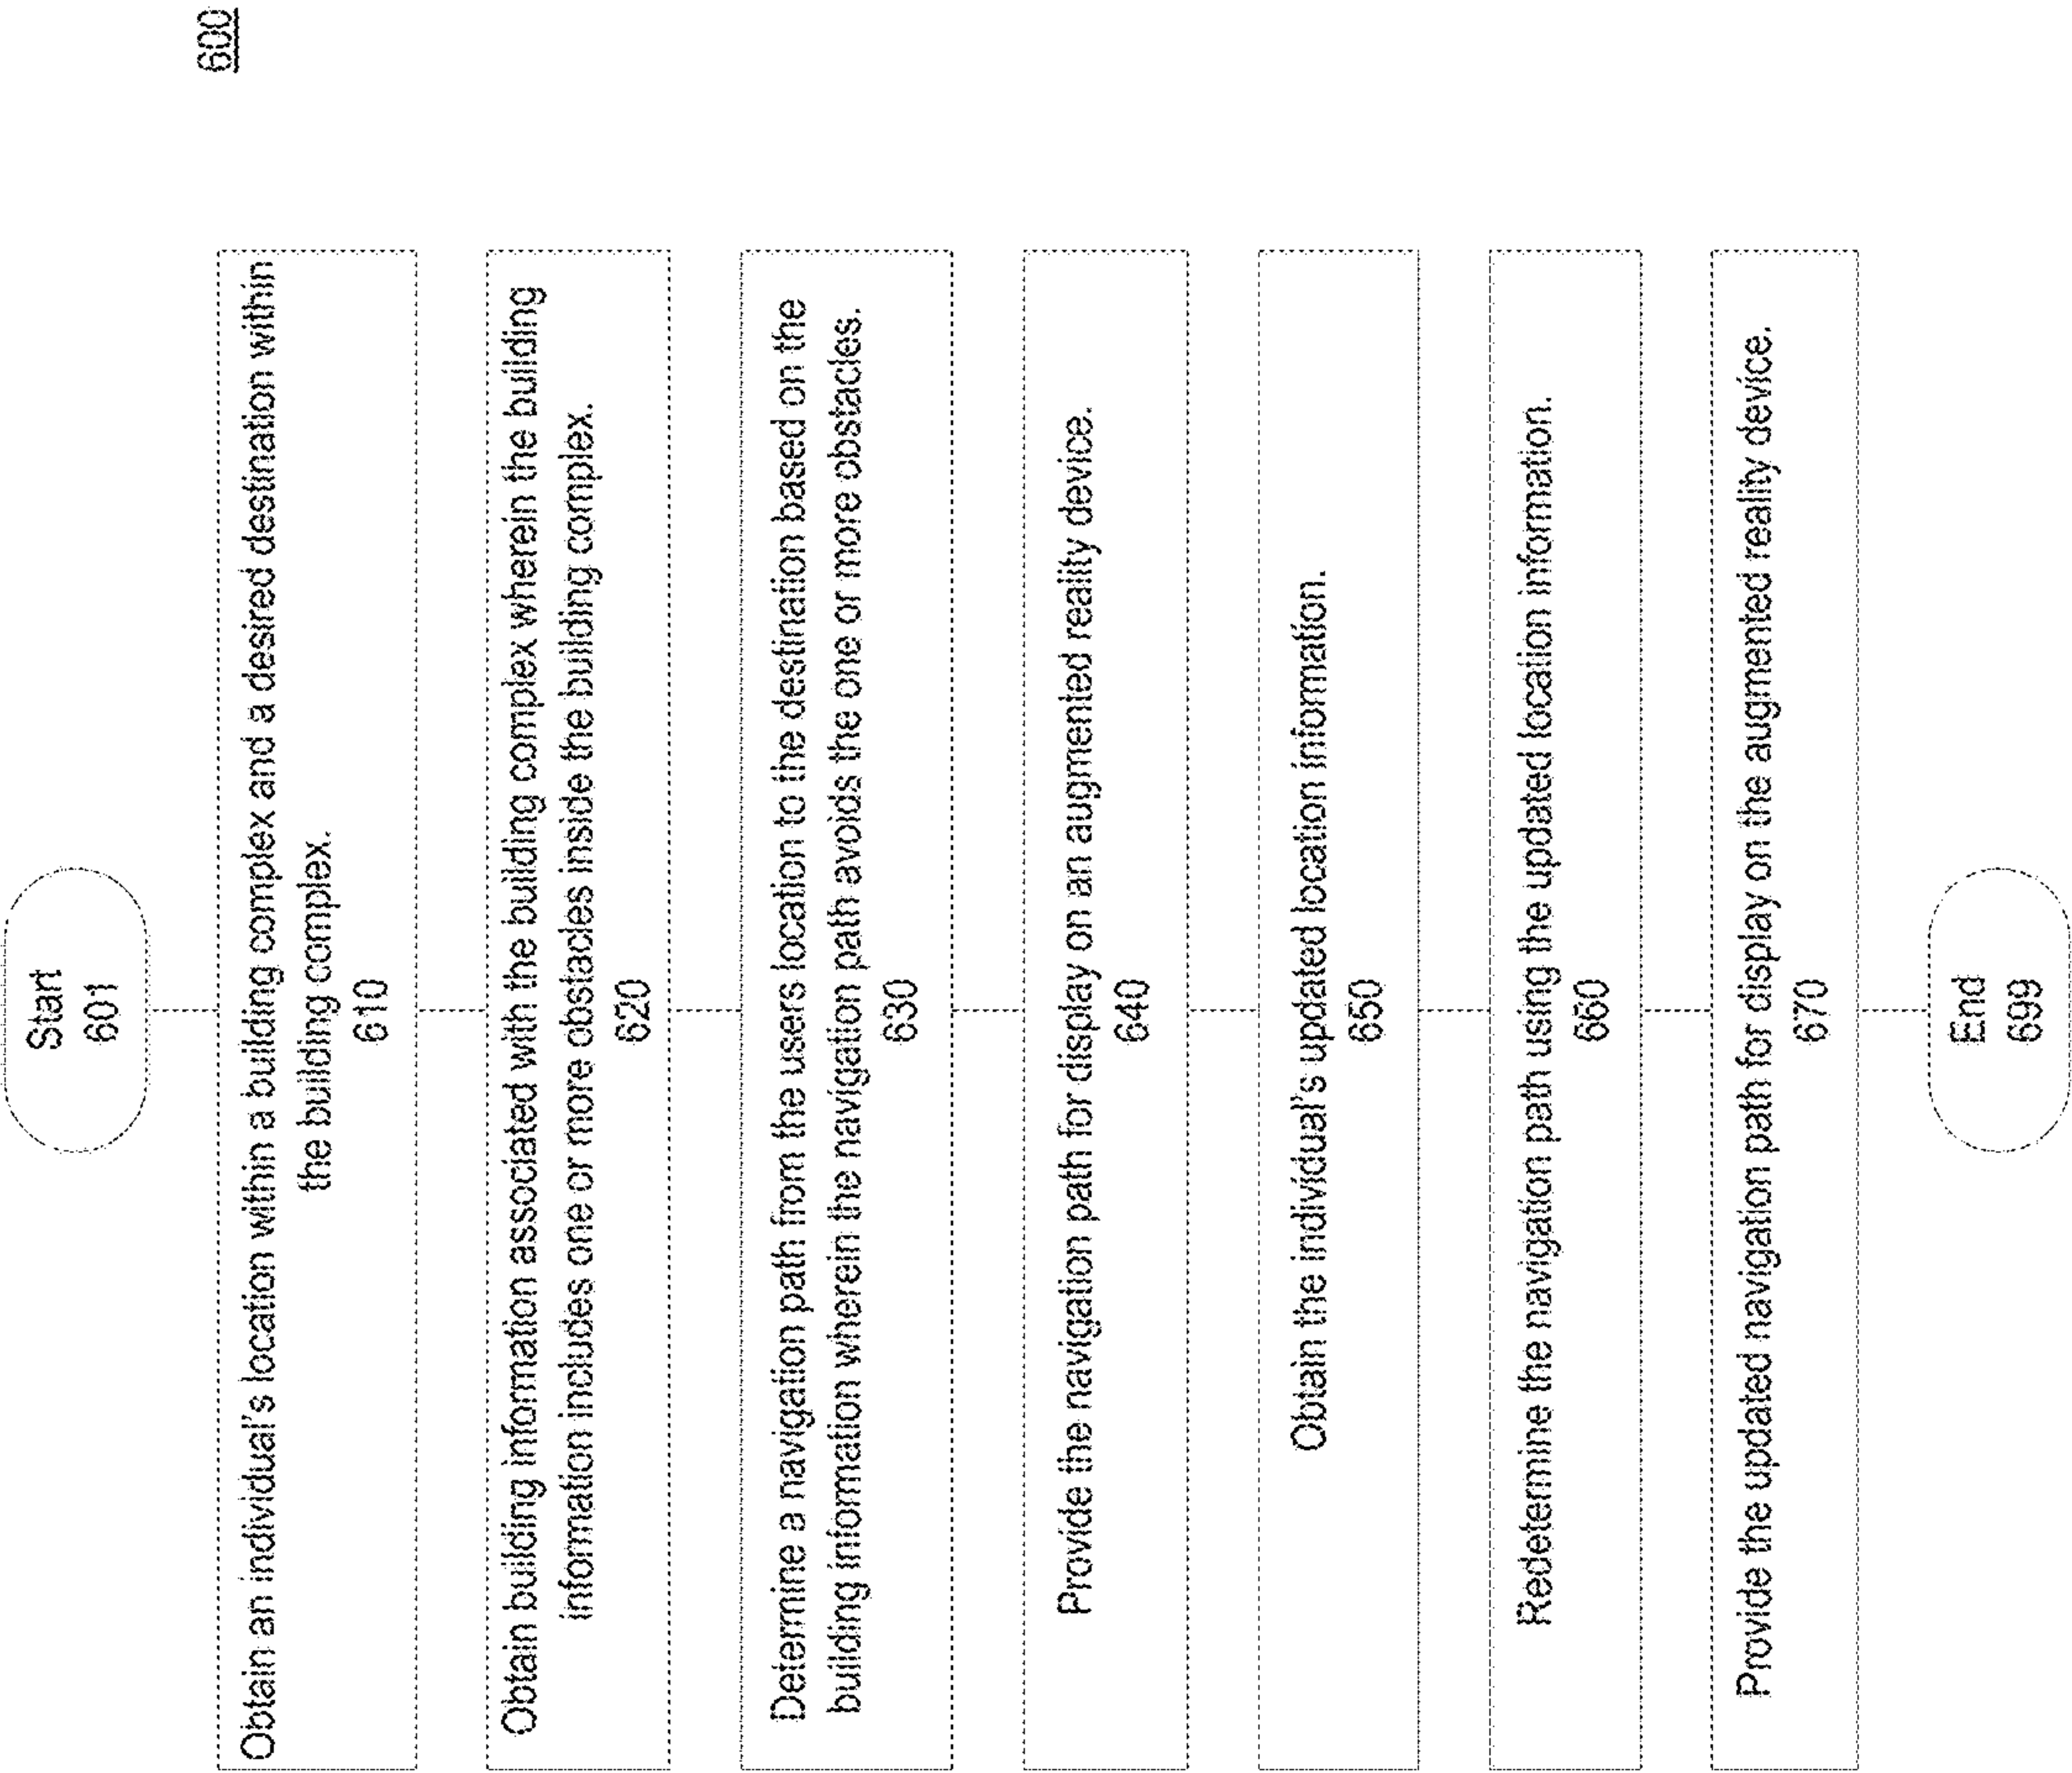 600
Start
601
Obtain an individual's location within a building complex and a desired destination within
the building complex.
610
Obtain building information associated with the building complex wherein the building
information includes one or more obstacles inside the building complex.
620
Determine a navigation path from the users location to the destination based on the
building information wherein the navigation path avoids the one or more obstacles.
630
Provide the navigation path for display on an augmented reality device.
640
Obtain the individual's updated location information.
650
Redetermine the navigation path using the updated location information.
660
Provide the updated navigation path for display on the augmented reality device.
670
End
699